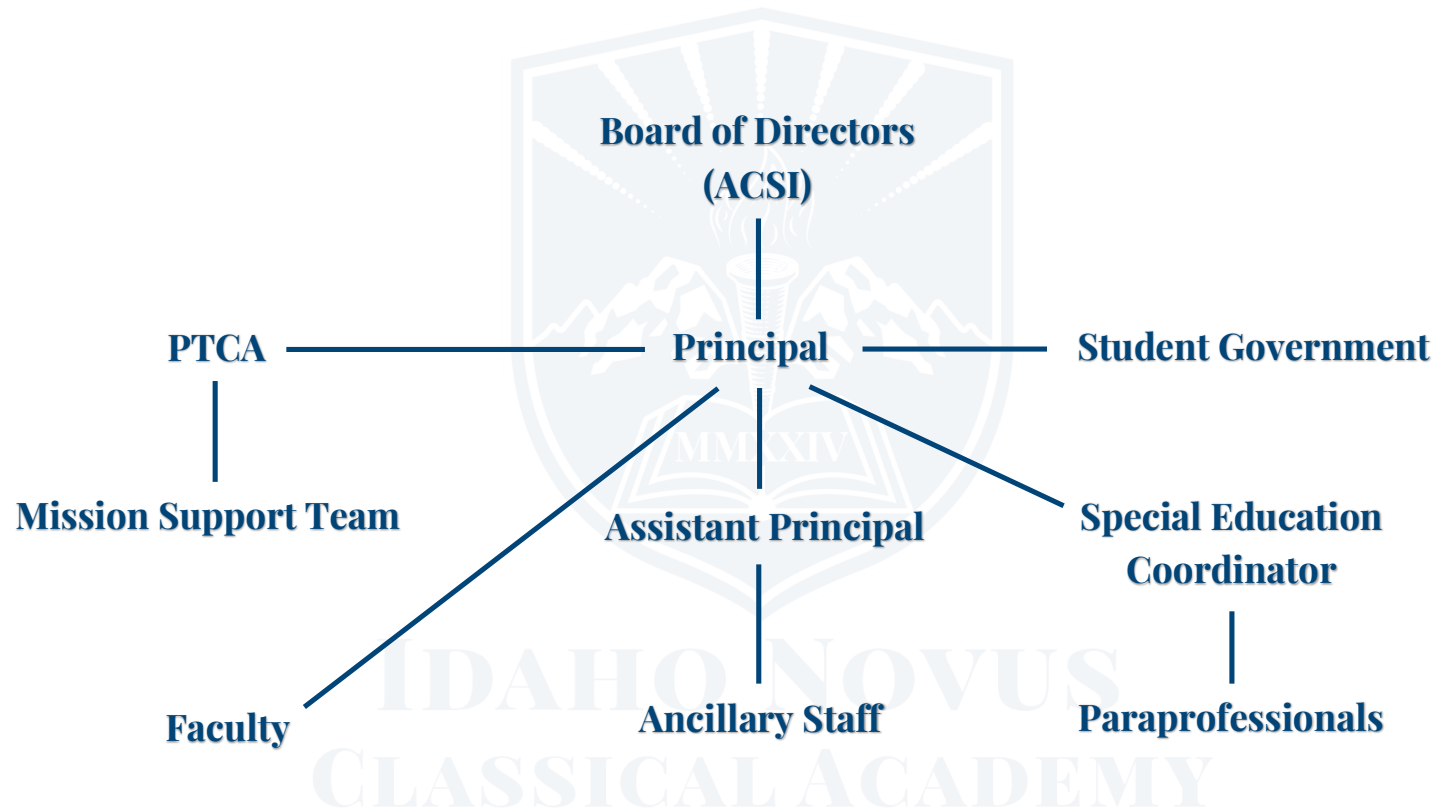 Board of Directors
(ACSI)
PTCA
Principal
Student Government
MMXXIV
Mission Support Team
Assistant Principal
Special Education
Coordinator
Faculty
Ancillary Staff
Paraprofessionals
IDAHO NOVUS
CLASSICAL ACADEMY